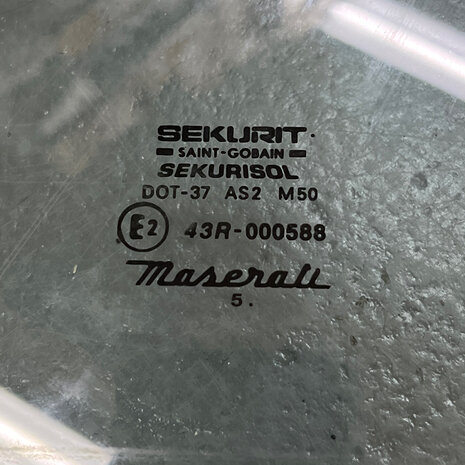 SEKURIT
SAINT-GOBAIN
SEKURISOL
DOT-37 AS2 M50
E2 43R-000588
Maserati
5.